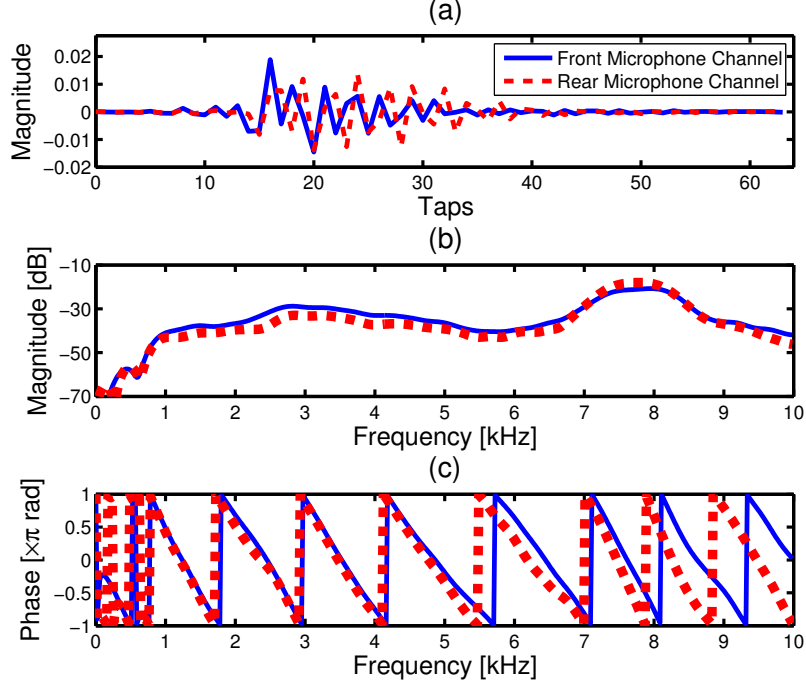 (a)
Magnitude
0.02
0.01
0
−0.01
−0.02
Front Microphone Channel
Rear Microphone Channel
0 10 20 30 40 50 60
Taps
(b)
Magnitude [dB]
−10
−30
−50
−70
0 1 2 3 4 5 6 7 8 9 10
Frequency [kHz]
(c)
Phase [×π rad]
1
0.5
0
−0.5
−1
0 1 2 3 4 5 6 7 8 9 10
Frequency [kHz]